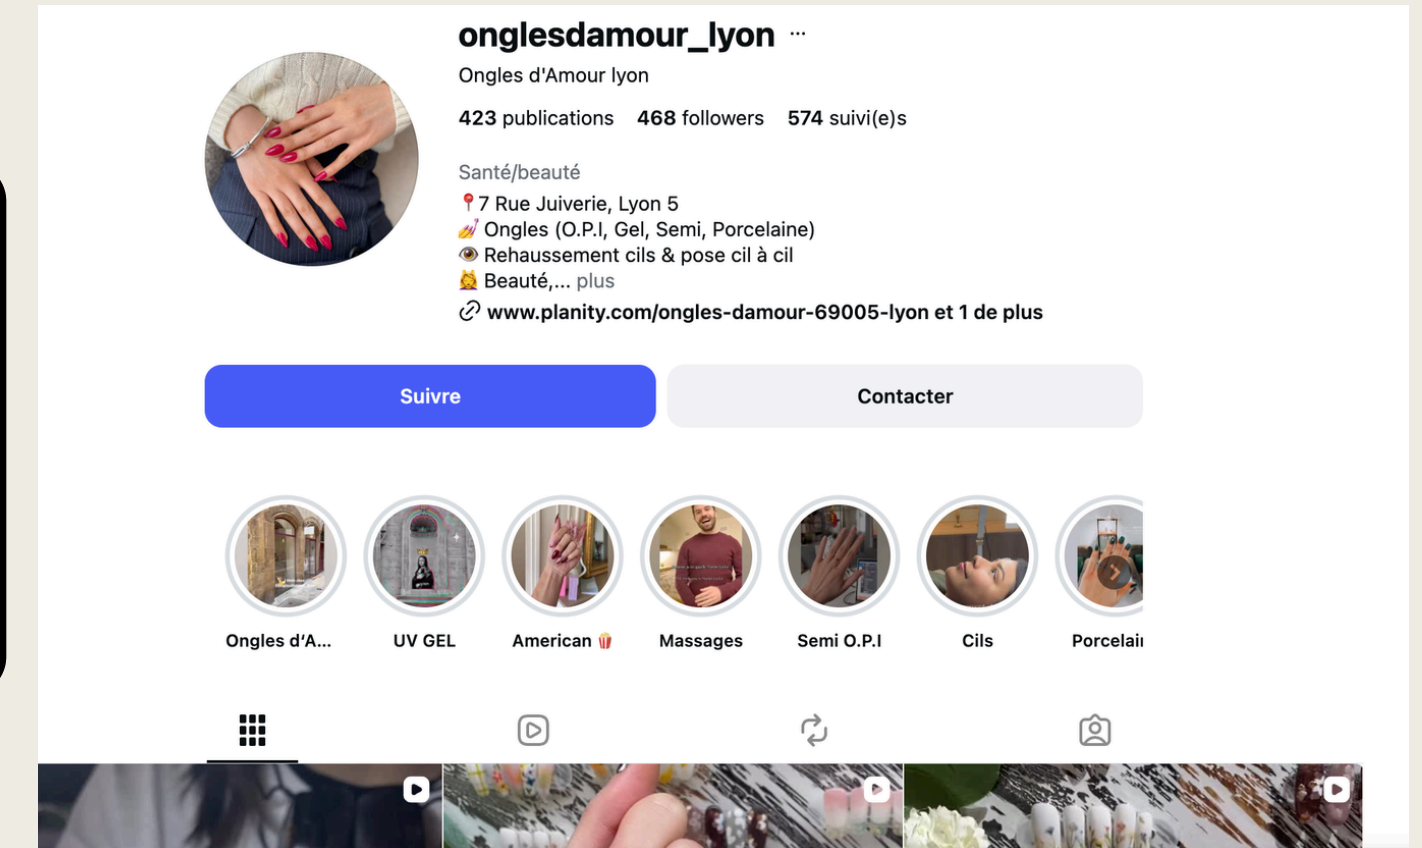 onglesdamour_lyon ...
Ongles d'Amour lyon
423 publications 468 followers 574 suivi(e)s
Santé/beauté
📍7 Rue Juiverie, Lyon 5
💅 Ongles (O.P.I, Gel, Semi, Porcelaine)
👁️ Rehaussement cils & pose cil à cil
💆‍♀️ Beauté,... plus
www.planity.com/ongles-damour-69005-lyon et 1 de plus
Suivre Contacter
Ongles d'A... UV GEL American 🍿 Massages Semi O.P.I Cils Porcelain